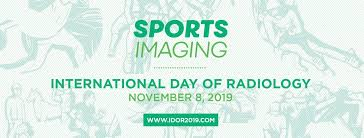 SPORTS
IMAGING
INTERNATIONAL DAY OF RADIOLOGY
NOVEMBER 8, 2019
WWW.IDOR2019.COM